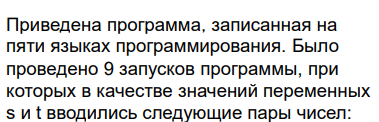 Приведена программа, записанная на
пяти языках программирования. Было
проведено 9 запусков программы, при
которых в качестве значений переменных
s и t вводились следующие пары чисел: